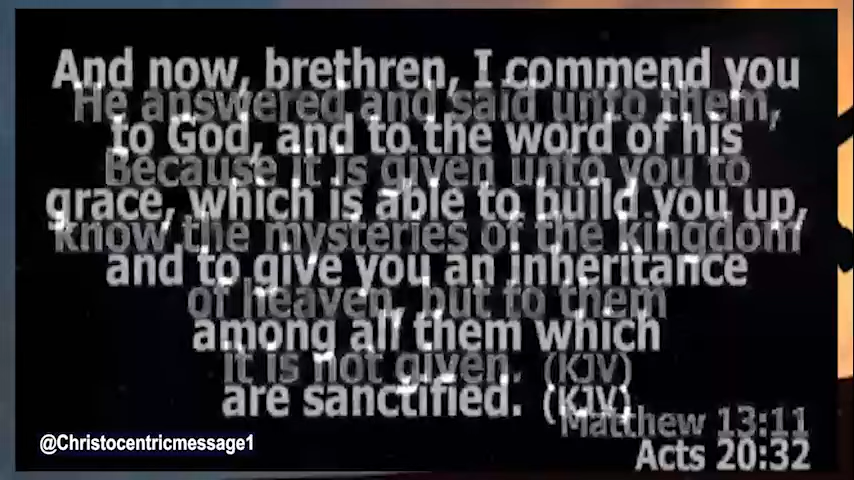 And now, brethren, I commend you
He answered and said unto them,
to God, and to the word of his
Because it is given unto you to
grace, which is able to build you up,
know the mysteries of the kingdom
and to give you an inheritance
of heaven, but to them
among all them which
it is not given. (KJV)
are sanctified. (KJV)
Matthew 13:11
@Christocentricmessage1
Acts 20:32